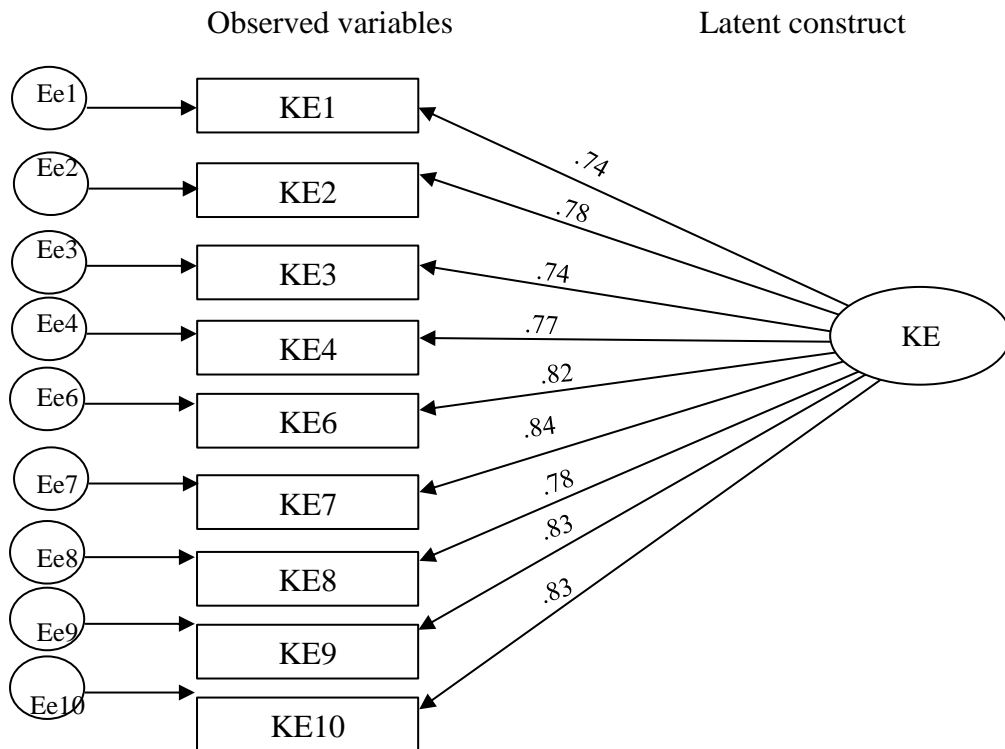 Observed variables
Latent construct
Ee1
KE1
.74
Ee2
KE2
.78
Ee3
KE3
.74
Ee4
KE4
.77
KE
Ee6
KE6
.82
Ee7
KE7
.84
Ee8
KE8
.78
Ee9
KE9
.83
Ee10
KE10
.83